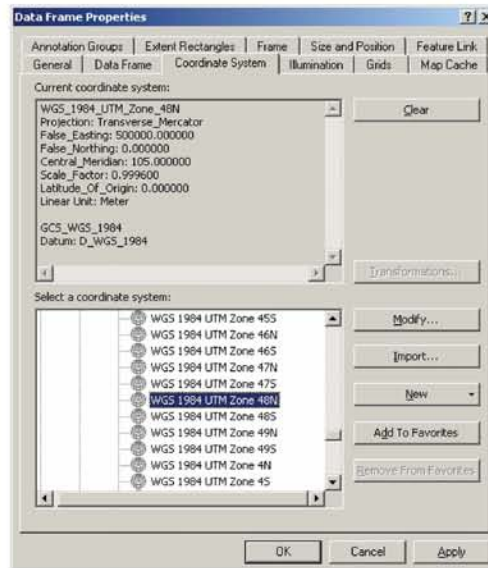 Data Frame Properties
Annotation Groups Extent Rectangles Frame Size and Position Feature Link
General Data Frame Coordinate System Illumination Grids Map Cache
Current coordinate system:
WGS_1984_UTM_Zone_48N
Projection: Transverse_Mercator
False_Easting: 500000.000000
False_Northing: 0.000000
Central_Meridian: 105.000000
Scale_Factor: 0.999600
Latitude_Of_Origin: 0.000000
Linear Unit: Meter
GCS_WGS_1984
Datum: D_WGS_1984
Clear
Transformations...
Select a coordinate system:
WGS 1984 UTM Zone 45S
WGS 1984 UTM Zone 46N
WGS 1984 UTM Zone 46S
WGS 1984 UTM Zone 47N
WGS 1984 UTM Zone 47S
WGS 1984 UTM Zone 48N
WGS 1984 UTM Zone 48S
WGS 1984 UTM Zone 49N
WGS 1984 UTM Zone 49S
WGS 1984 UTM Zone 4N
WGS 1984 UTM Zone 4S
Modify...
Import...
New
Add To Favorites
Remove From Favorites
OK Cancel Apply